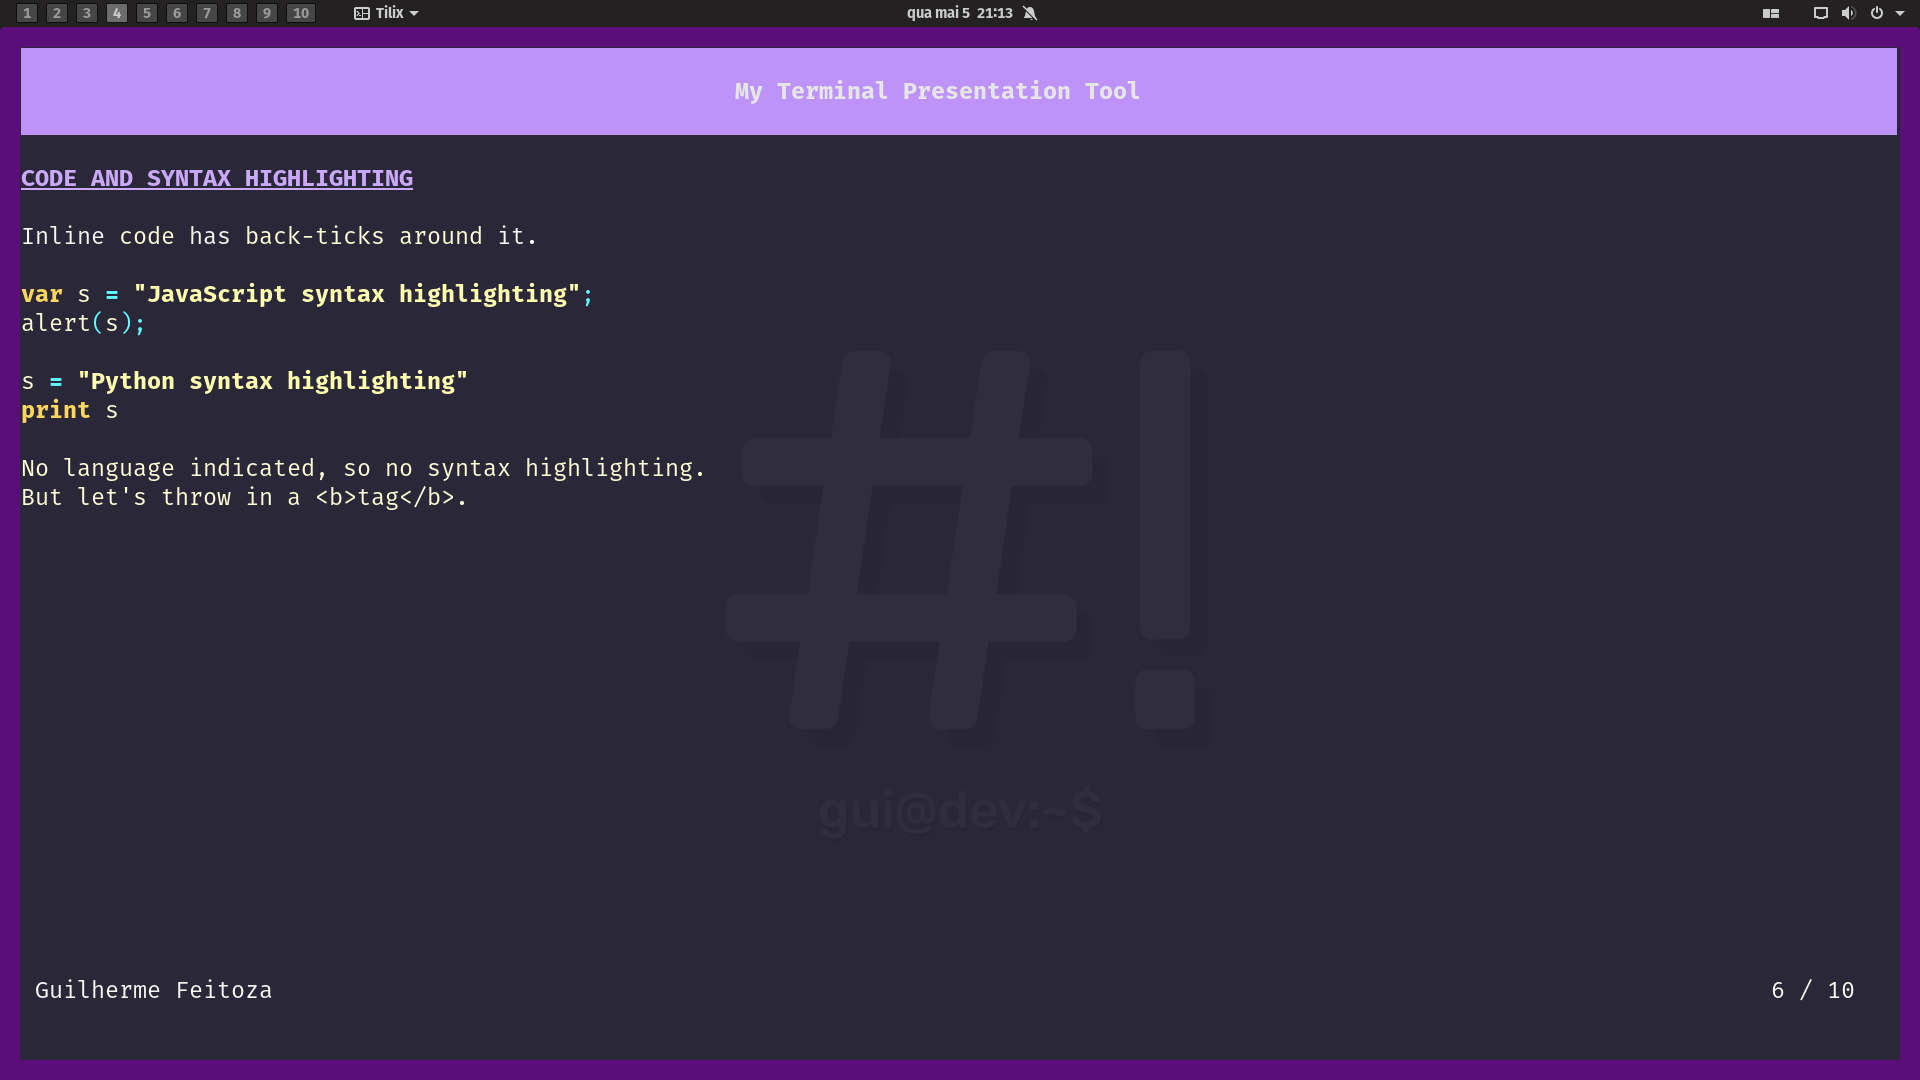 1 2 3 4 5 6 7 8 9 10 Tilix qua mai 5 21:13
My Terminal Presentation Tool
CODE AND SYNTAX HIGHLIGHTING
Inline code has back-ticks around it.
var s = "JavaScript syntax highlighting";
alert(s);
s = "Python syntax highlighting"
print s
No language indicated, so no syntax highlighting.
But let's throw in a <b>tag</b>.
#!
gui@dev:~$
Guilherme Feitoza 6 / 10